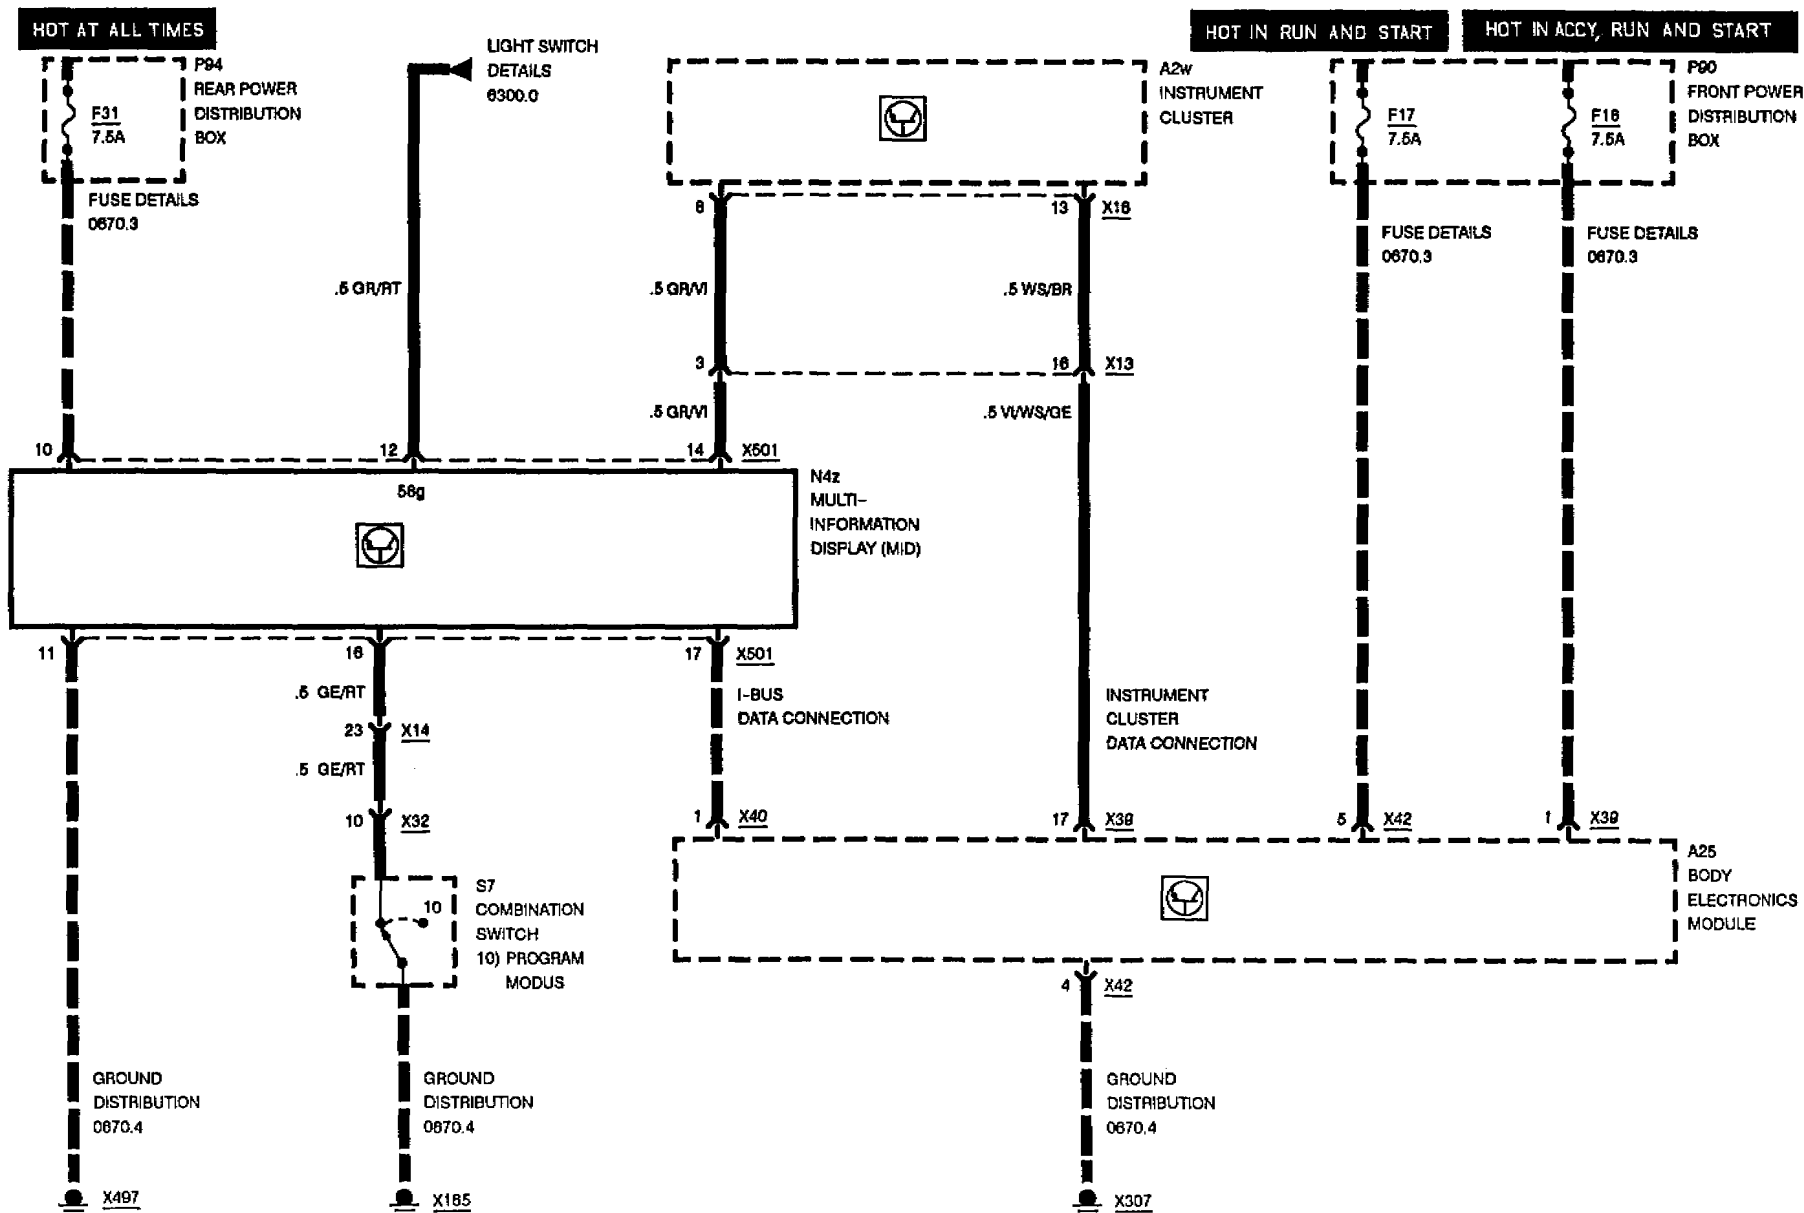 HOT AT ALL TIMES
HOT IN RUN AND START
HOT IN ACCY, RUN AND START
P94
REAR POWER
DISTRIBUTION
BOX
F31
7.5A
FUSE DETAILS
0670.3
LIGHT SWITCH
DETAILS
6300.0
A2w
INSTRUMENT
CLUSTER
F17
7.5A
F16
7.5A
P90
FRONT POWER
DISTRIBUTION
BOX
FUSE DETAILS
0670.3
FUSE DETAILS
0670.3
6
13
X16
.5 GR/RT
.5 GR/VI
.5 WS/BR
3
16
X13
.5 GR/VI
.5 VI/WS/GE
10
12
14
X501
58g
N4z
MULTI-
INFORMATION
DISPLAY (MID)
11
16
17
X501
.5 GE/RT
23
X14
.5 GE/RT
10
X32
I-BUS
DATA CONNECTION
INSTRUMENT
CLUSTER
DATA CONNECTION
1
X40
17
X39
5
X42
1
X39
S7
COMBINATION
SWITCH
10) PROGRAM
MODUS
10
A25
BODY
ELECTRONICS
MODULE
4
X42
GROUND
DISTRIBUTION
0670.4
GROUND
DISTRIBUTION
0670.4
GROUND
DISTRIBUTION
0670.4
X497
X165
X307